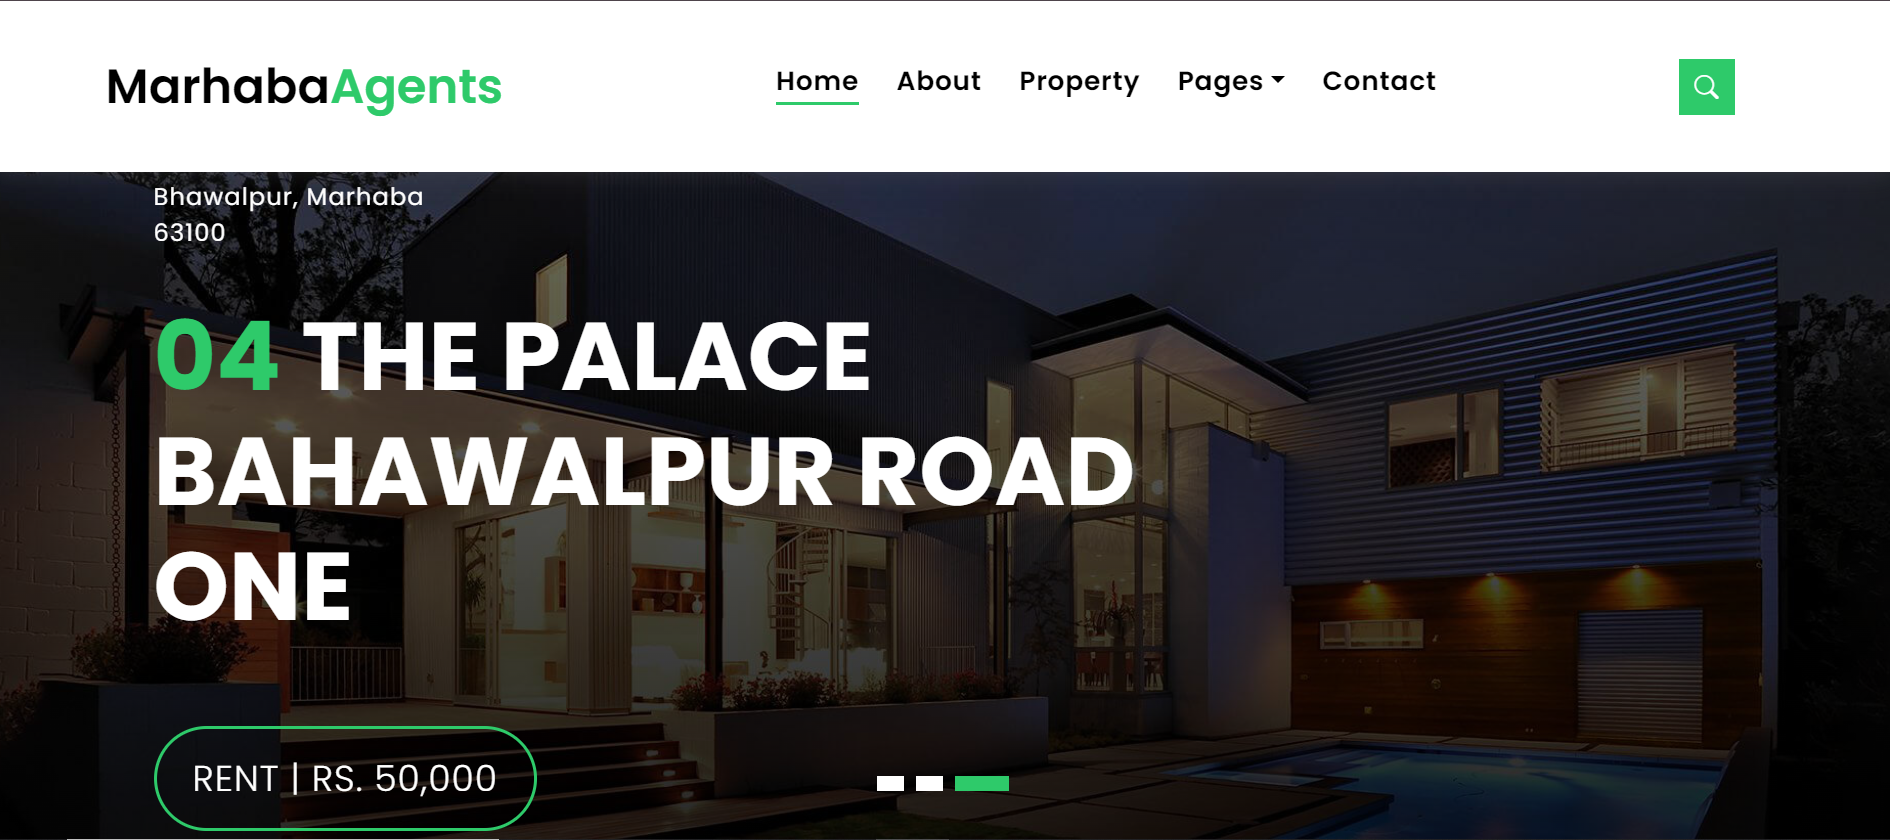 MarhabaAgents
Home About Property Pages Contact
Bhawalpur, Marhaba
63100
04 THE PALACE
BAHAWALPUR ROAD
ONE
RENT | RS. 50,000